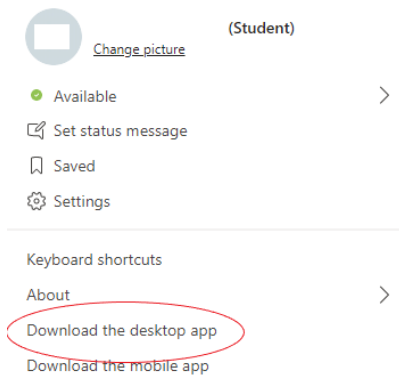 (Student)
Change picture
Available
Set status message
Saved
Settings
Keyboard shortcuts
About
Download the desktop app
Download the mobile app